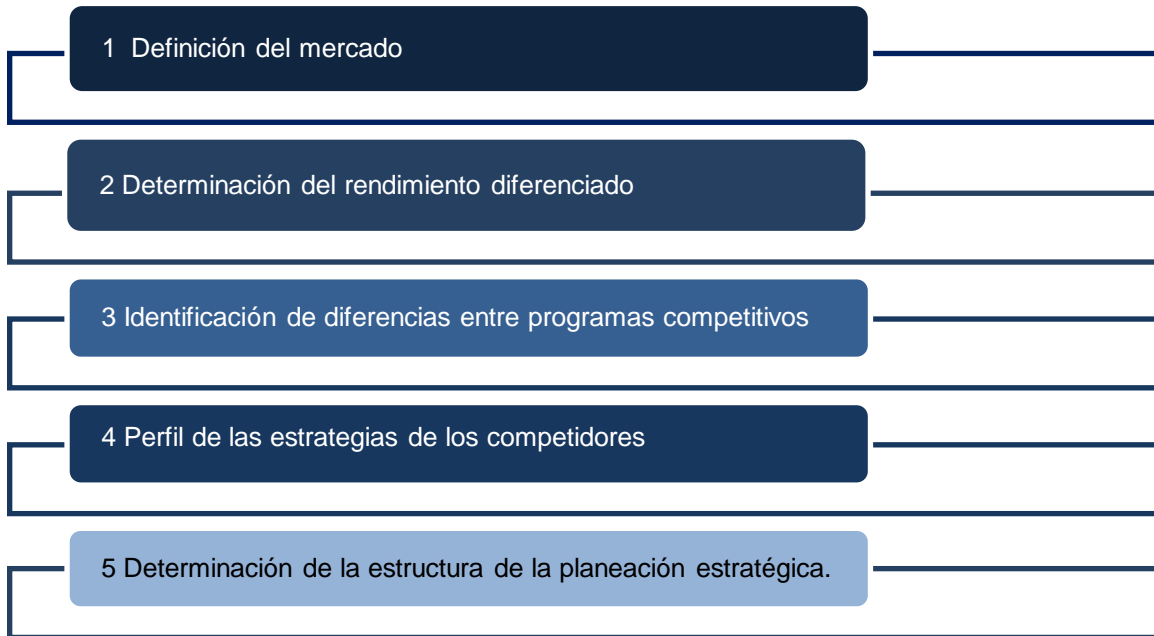 1 Definición del mercado
2 Determinación del rendimiento diferenciado
3 Identificación de diferencias entre programas competitivos
4 Perfil de las estrategias de los competidores
5 Determinación de la estructura de la planeación estratégica.